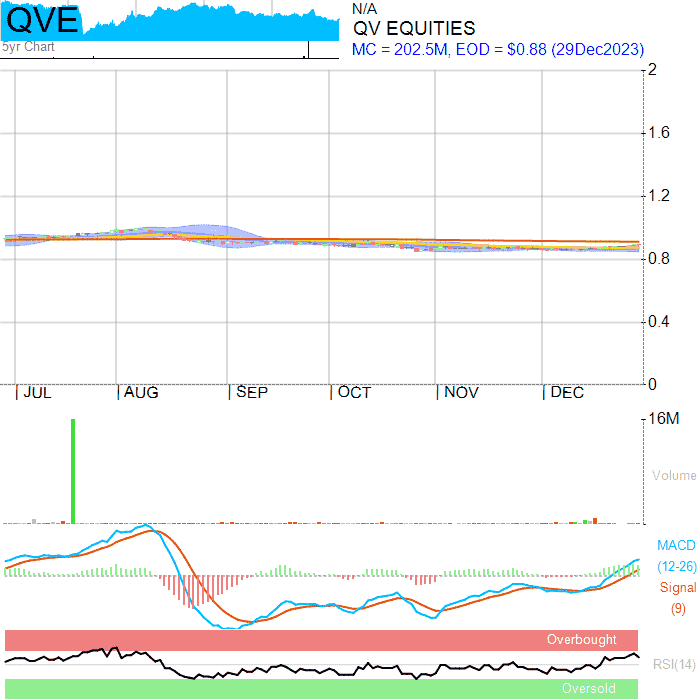 QVE
5yr Chart
N/A
QV EQUITIES
MC = 202.5M, EOD = $0.88 (29Dec2023)
2
1.6
1.2
0.8
0.4
0
| JUL | AUG | SEP | OCT | NOV | DEC
16M
Volume
MACD
(12-26)
Signal
(9)
Overbought
RSI(14)
Oversold